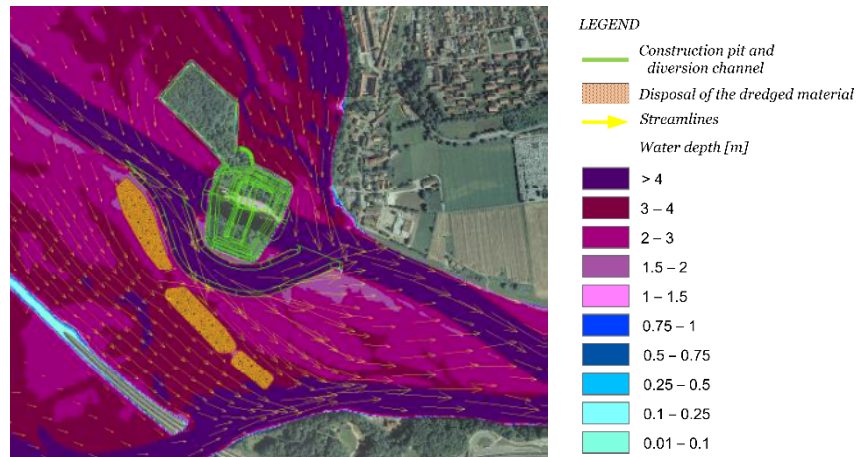 LEGEND
Construction pit and
diversion channel
Disposal of the dredged material
Streamlines
Water depth [m]
> 4
3 – 4
2 – 3
1.5 – 2
1 – 1.5
0.75 – 1
0.5 – 0.75
0.25 – 0.5
0.1 – 0.25
0.01 – 0.1